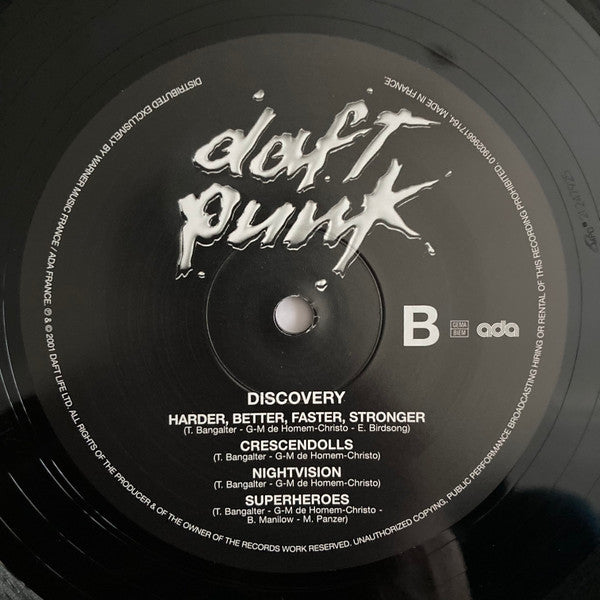 daft
punk
B
GEMA
BIEM
ada
DISCOVERY
HARDER, BETTER, FASTER, STRONGER
(T. Bangalter - G-M de Homem-Christo - E. Birdsong)
CRESCENDOLLS
(T. Bangalter - G-M de Homem-Christo)
NIGHTVISION
(T. Bangalter - G-M de Homem-Christo)
SUPERHEROES
(T. Bangalter - G-M de Homem-Christo -
B. Manilow - M. Panzer)
DISTRIBUTED EXCLUSIVELY BY WARNER MUSIC FRANCE / ADA FRANCE. ℗ & © 2001 DAFT LIFE LTD. ALL RIGHTS OF THE PRODUCER & OF THE OWNER OF THE RECORDS WORK RESERVED. UNAUTHORIZED COPYING, PUBLIC PERFORMANCE BROADCASTING HIRING OR RENTAL OF THIS RECORDING PROHIBITED. 0190296617164. MADE IN FRANCE.